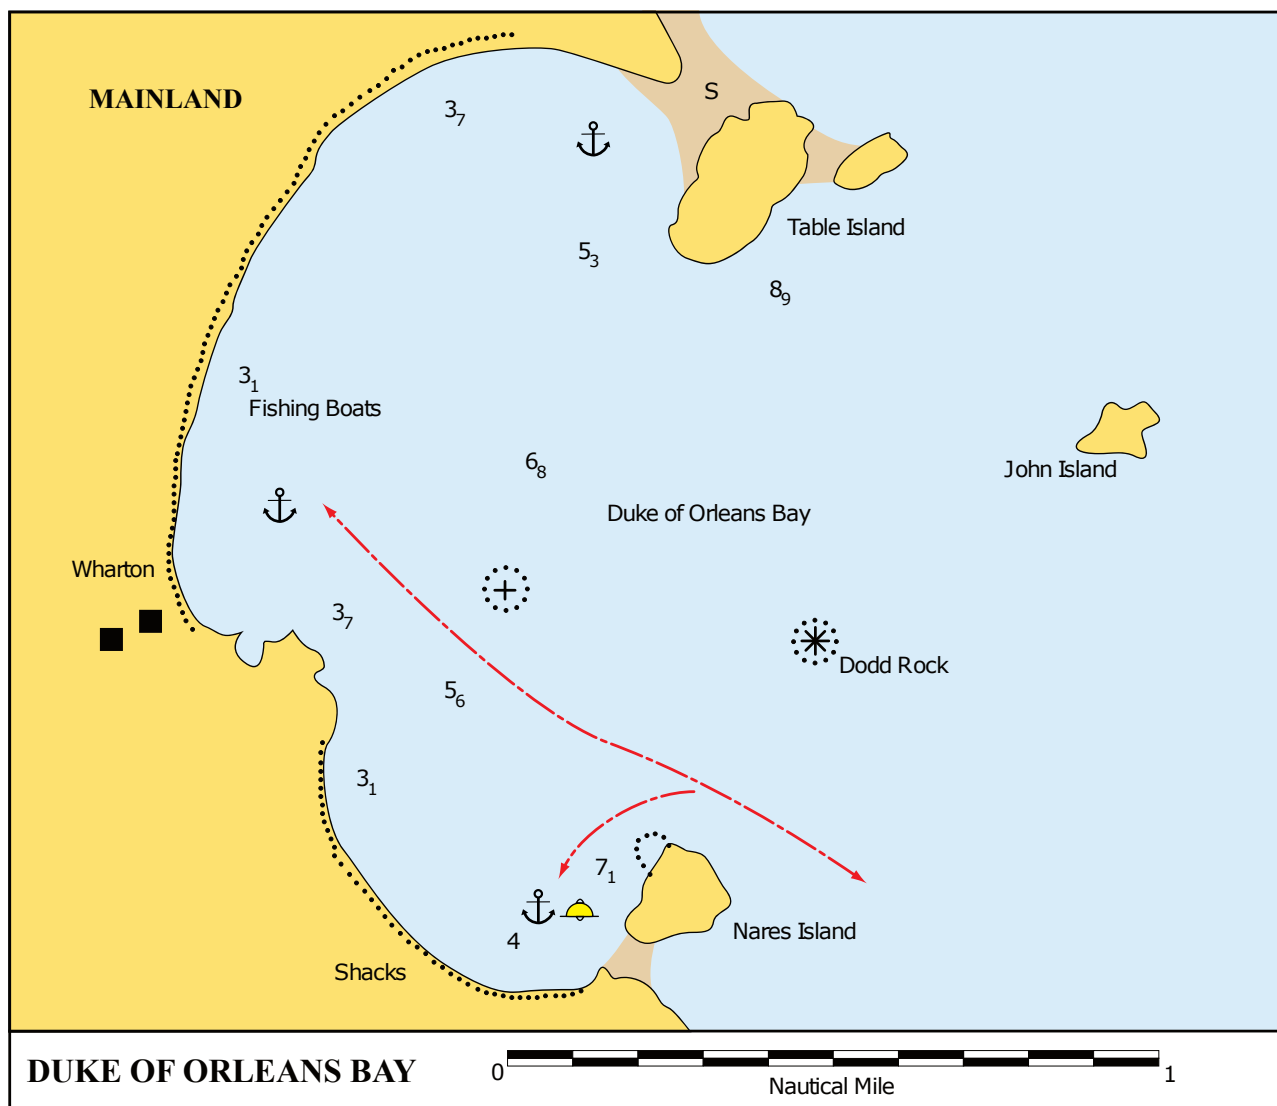 MAINLAND
S
3₇
Table Island
5₃
8₉
3₁
Fishing Boats
6₈
John Island
Duke of Orleans Bay
Wharton
3₇
Dodd Rock
5₆
3₁
7₁
Nares Island
4
Shacks
DUKE OF ORLEANS BAY
0
1
Nautical Mile